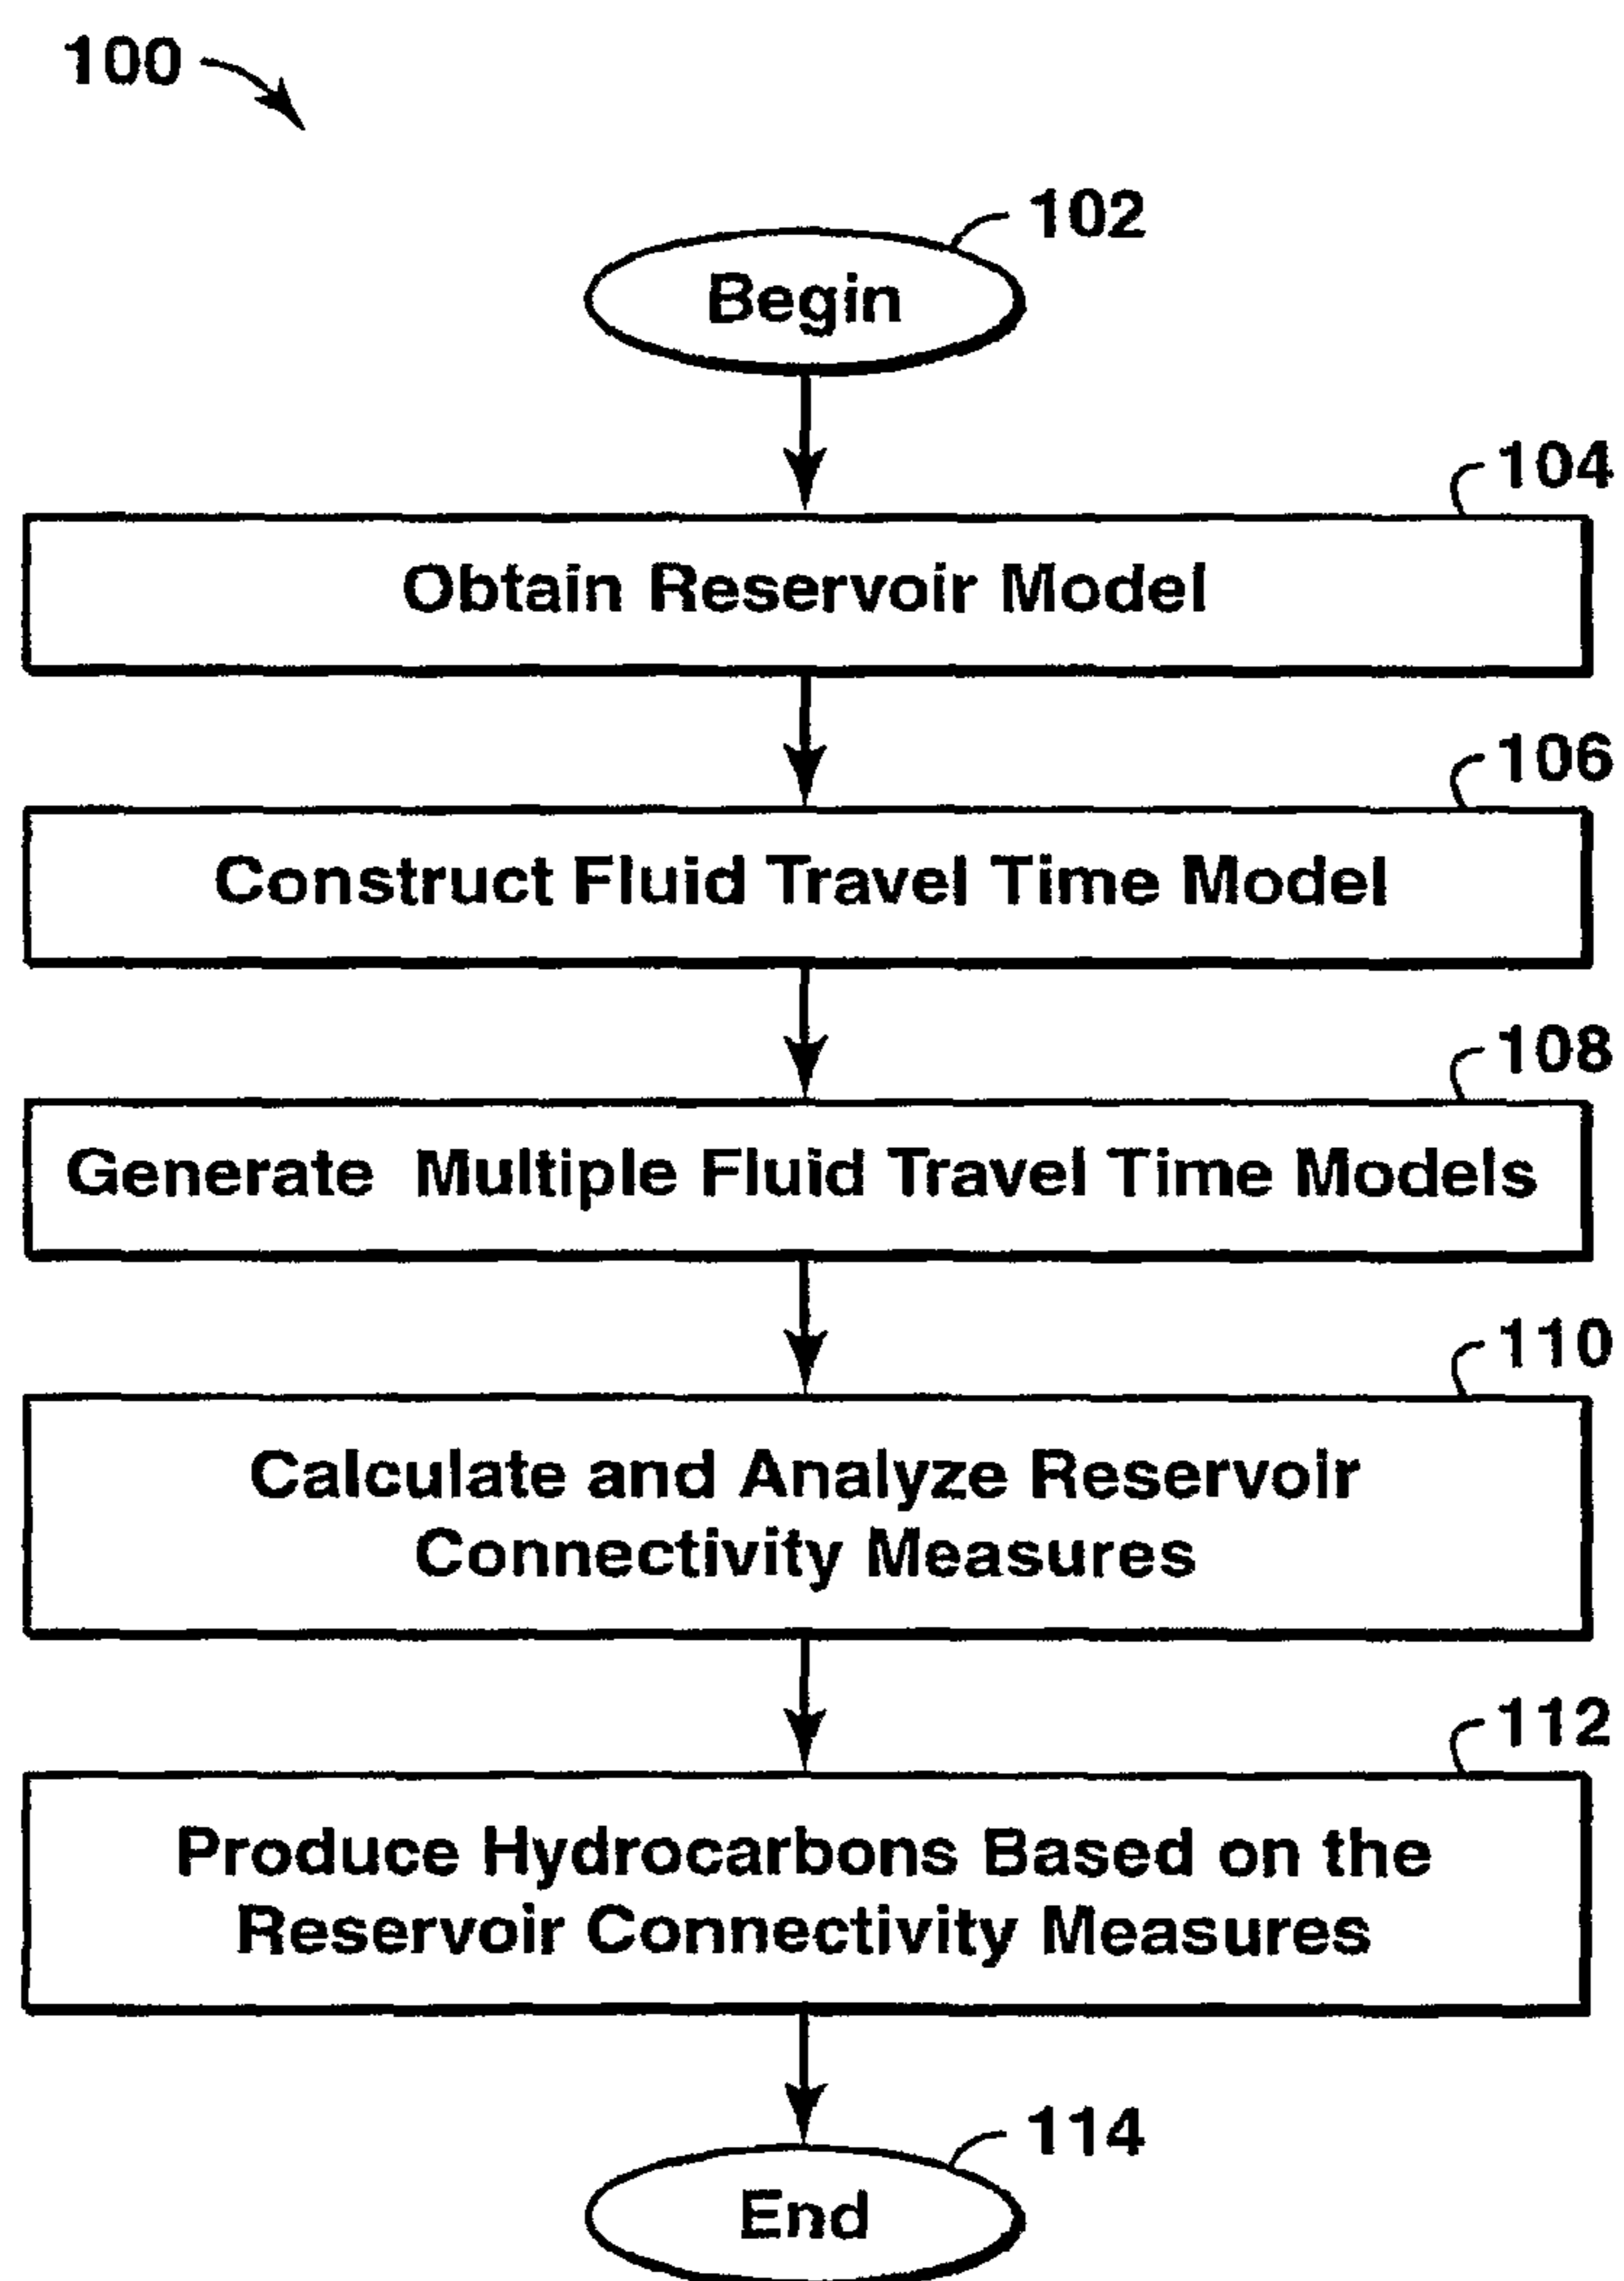 100
102
Begin
104
Obtain Reservoir Model
106
Construct Fluid Travel Time Model
108
Generate Multiple Fluid Travel Time Models
110
Calculate and Analyze Reservoir
Connectivity Measures
112
Produce Hydrocarbons Based on the
Reservoir Connectivity Measures
114
End